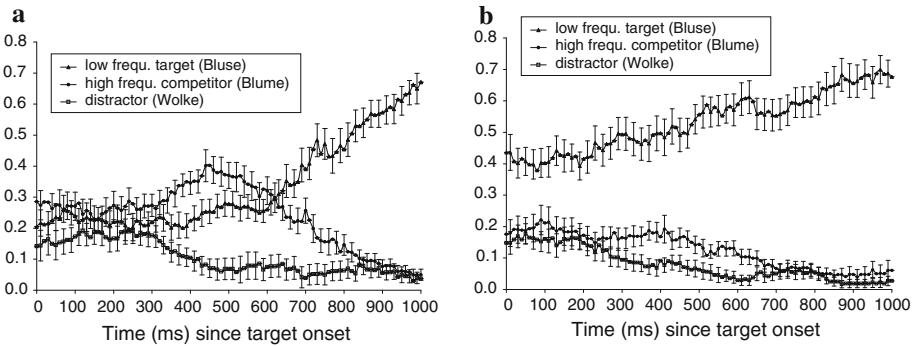 a
low frequ. target (Bluse)
high frequ. competitor (Blume)
distractor (Wolke)
0.8
0.7
0.6
0.5
0.4
0.3
0.2
0.1
0.0
0 100 200 300 400 500 600 700 800 900 1000
Time (ms) since target onset
b
low frequ. target (Bluse)
high frequ. competitor (Blume)
distractor (Wolke)
0.8
0.7
0.6
0.5
0.4
0.3
0.2
0.1
0.0
0 100 200 300 400 500 600 700 800 900 1000
Time (ms) since target onset